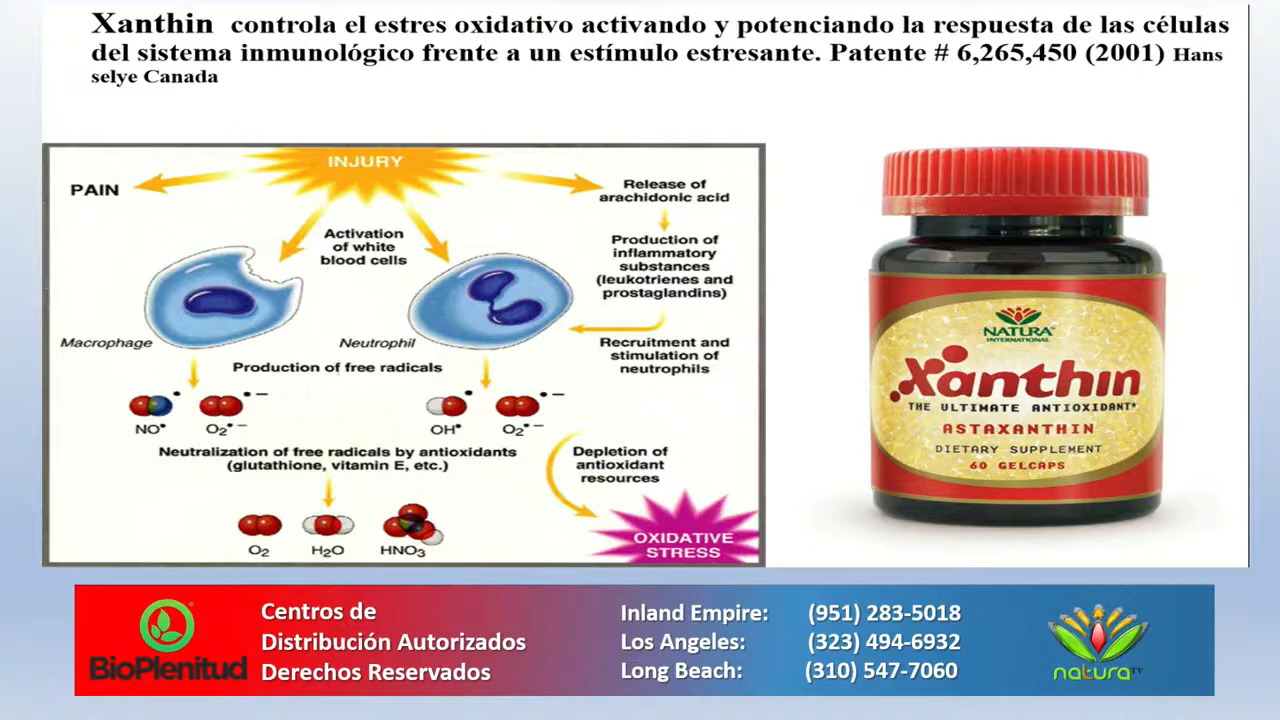 Xanthin controla el estres oxidativo activando y potenciando la respuesta de las células
del sistema inmunológico frente a un estímulo estresante. Patente # 6,265,450 (2001) Hans
selye Canada
INJURY
PAIN
Release of
arachidonic acid
Activation
of white
blood cells
Production of
inflammatory
substances
(leukotrienes and
prostaglandins)
Macrophage
Neutrophil
Recruitment and
stimulation of
neutrophils
Production of free radicals
NO•
O2•−
OH•
O2•−
Neutralization of free radicals by antioxidants
(glutathione, vitamin E, etc.)
Depletion of
antioxidant
resources
O2
H2O
HNO3
OXIDATIVE
STRESS
NATURA
INTERNATIONAL
Xanthin
THE ULTIMATE ANTIOXIDANT*
ASTAXANTHIN
DIETARY SUPPLEMENT
60 GELCAPS
BioPlenitud
Centros de
Distribución Autorizados
Derechos Reservados
Inland Empire: (951) 283-5018
Los Angeles: (323) 494-6932
Long Beach: (310) 547-7060
natura TV